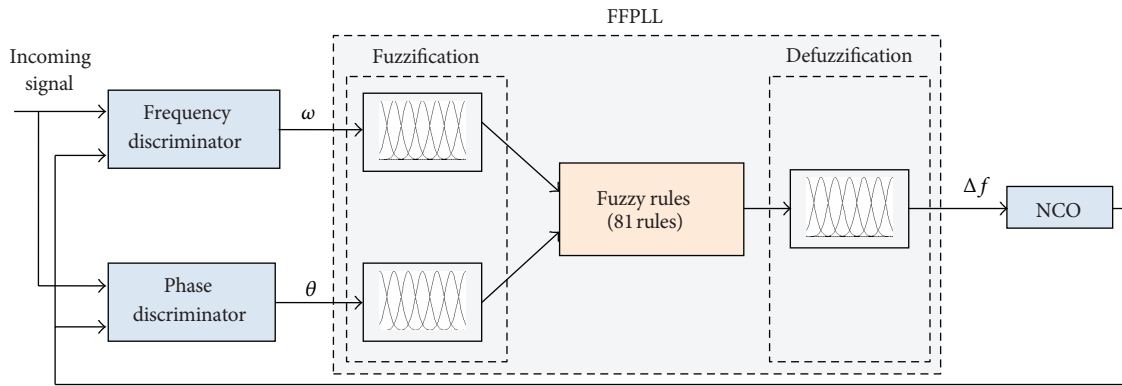 FFPLL
Incoming
signal
Fuzzification
Defuzzification
Frequency
discriminator
ω
Fuzzy rules
(81 rules)
Δf
NCO
Phase
discriminator
θ